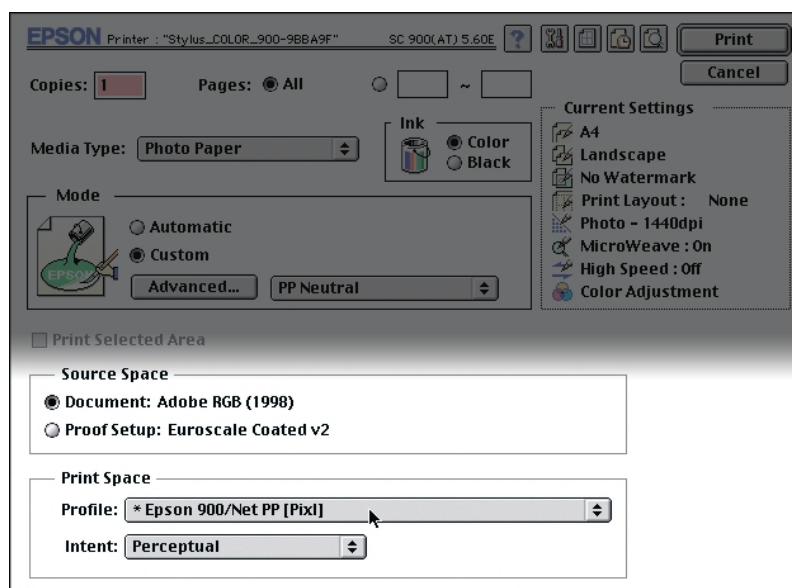 EPSON Printer : "Stylus_COLOR_900-9BBA9F" SC 900(AT) 5.60E ? Print
Cancel
Copies: 1 Pages: All ~
Media Type: Photo Paper
Ink
Color
Black
Mode
Automatic
Custom
EPSON
Advanced... PP Neutral
Current Settings
A4
Landscape
No Watermark
Print Layout : None
Photo - 1440dpi
MicroWeave : On
High Speed : Off
Color Adjustment
Print Selected Area
Source Space
Document: Adobe RGB (1998)
Proof Setup: Euroscale Coated v2
Print Space
Profile: * Epson 900/Net PP [Pixl]
Intent: Perceptual